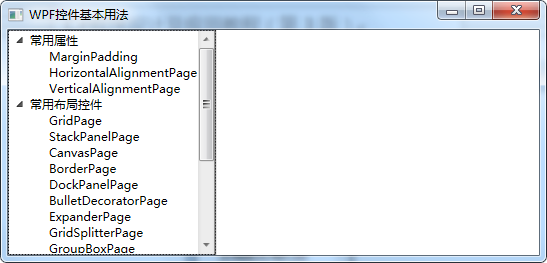 WPF控件基本用法
常用属性
MarginPadding
HorizontalAlignmentPage
VerticalAlignmentPage
常用布局控件
GridPage
StackPanelPage
CanvasPage
BorderPage
DockPanelPage
BulletDecoratorPage
ExpanderPage
GridSplitterPage
GroupBoxPage